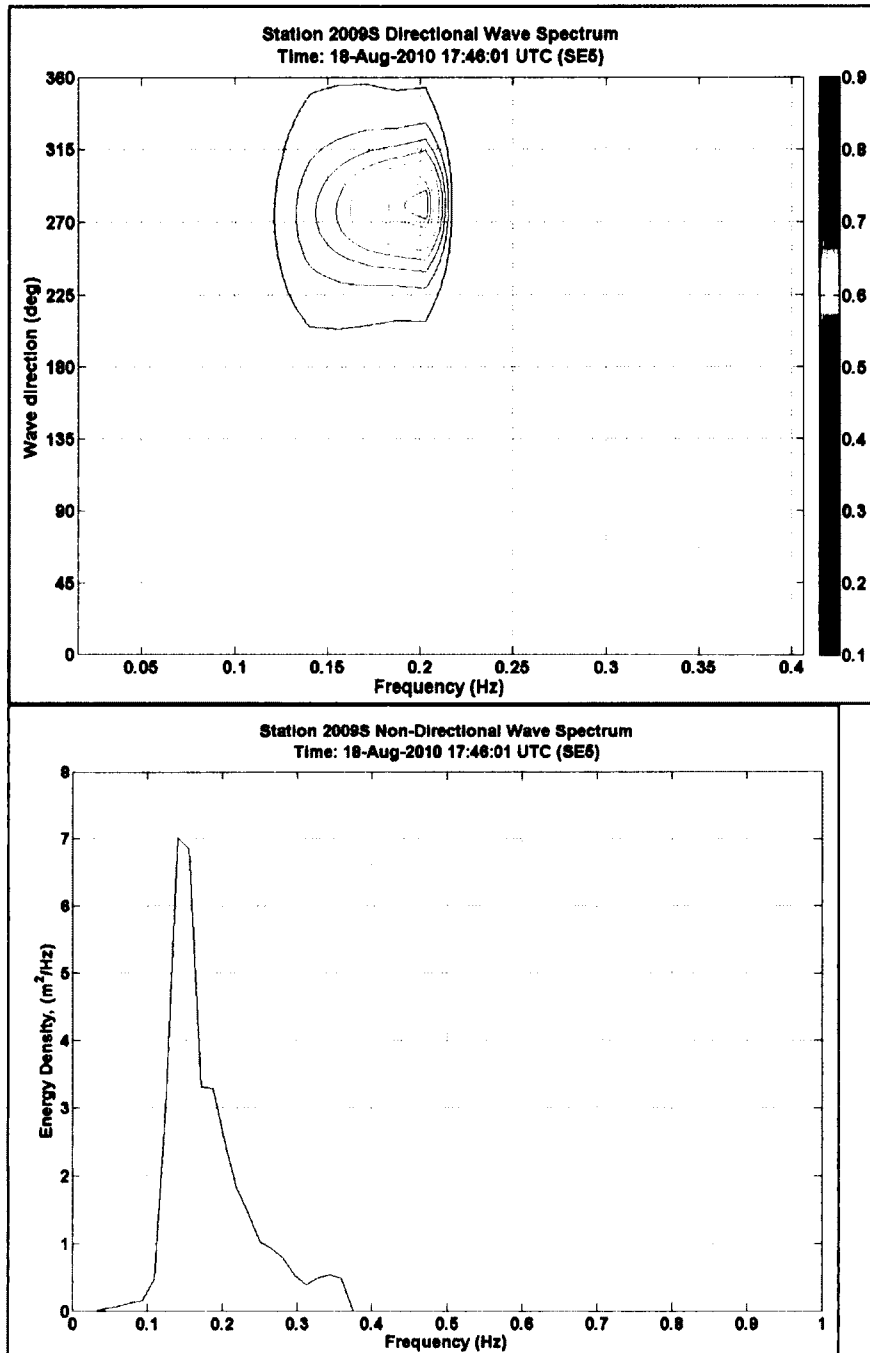 Station 2009S Directional Wave Spectrum
Time: 18-Aug-2010 17:46:01 UTC (SE5)
360
315
270
225
180
135
90
45
0
Wave direction (deg)
0.05 0.1 0.15 0.2 0.25 0.3 0.35 0.4
Frequency (Hz)
0.9
0.8
0.7
0.6
0.5
0.4
0.3
0.2
0.1
Station 2009S Non-Directional Wave Spectrum
Time: 18-Aug-2010 17:46:01 UTC (SE5)
8
7
6
5
4
3
2
1
0
Energy Density, (m²/Hz)
0 0.1 0.2 0.3 0.4 0.5 0.6 0.7 0.8 0.9 1
Frequency (Hz)